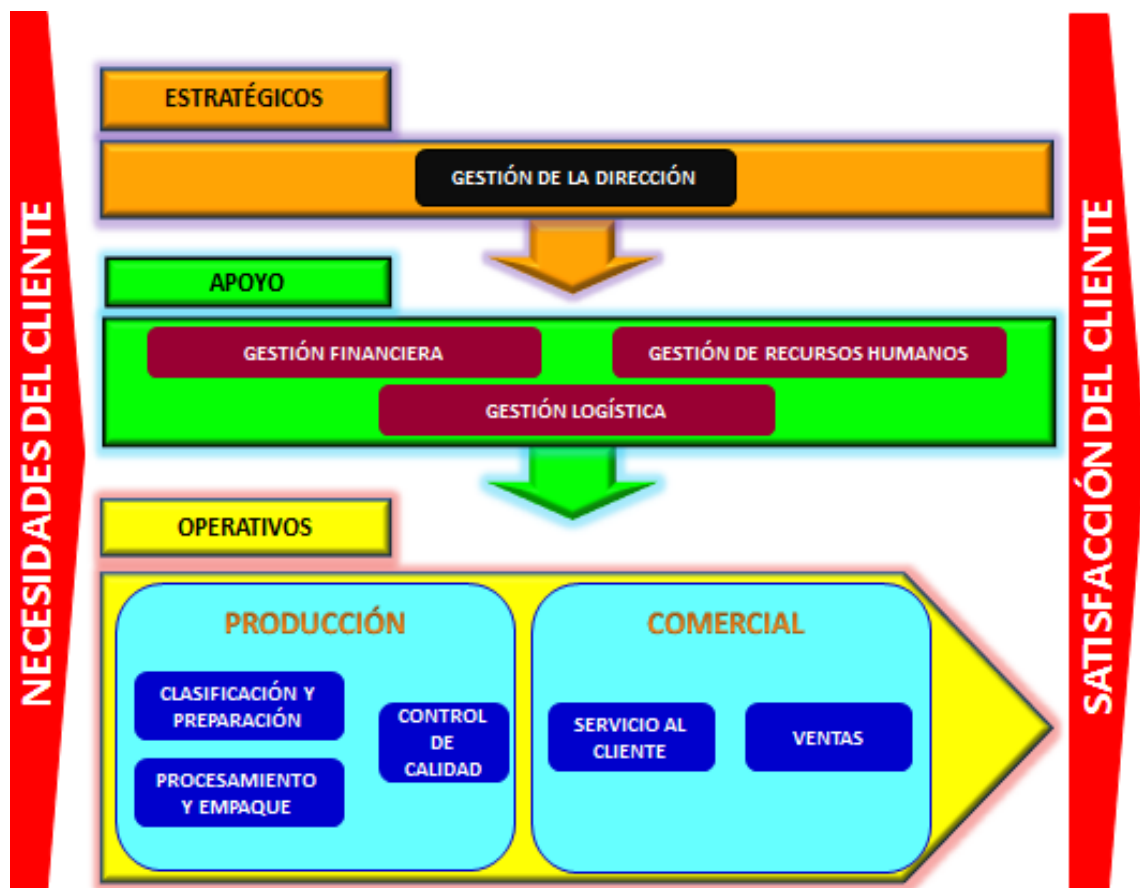 NECESIDADES DEL CLIENTE
ESTRATÉGICOS
GESTIÓN DE LA DIRECCIÓN
APOYO
GESTIÓN FINANCIERA
GESTIÓN DE RECURSOS HUMANOS
GESTIÓN LOGÍSTICA
OPERATIVOS
PRODUCCIÓN
CLASIFICACIÓN Y
PREPARACIÓN
PROCESAMIENTO
Y EMPAQUE
CONTROL
DE
CALIDAD
COMERCIAL
SERVICIO AL
CLIENTE
VENTAS
SATISFACCIÓN DEL CLIENTE